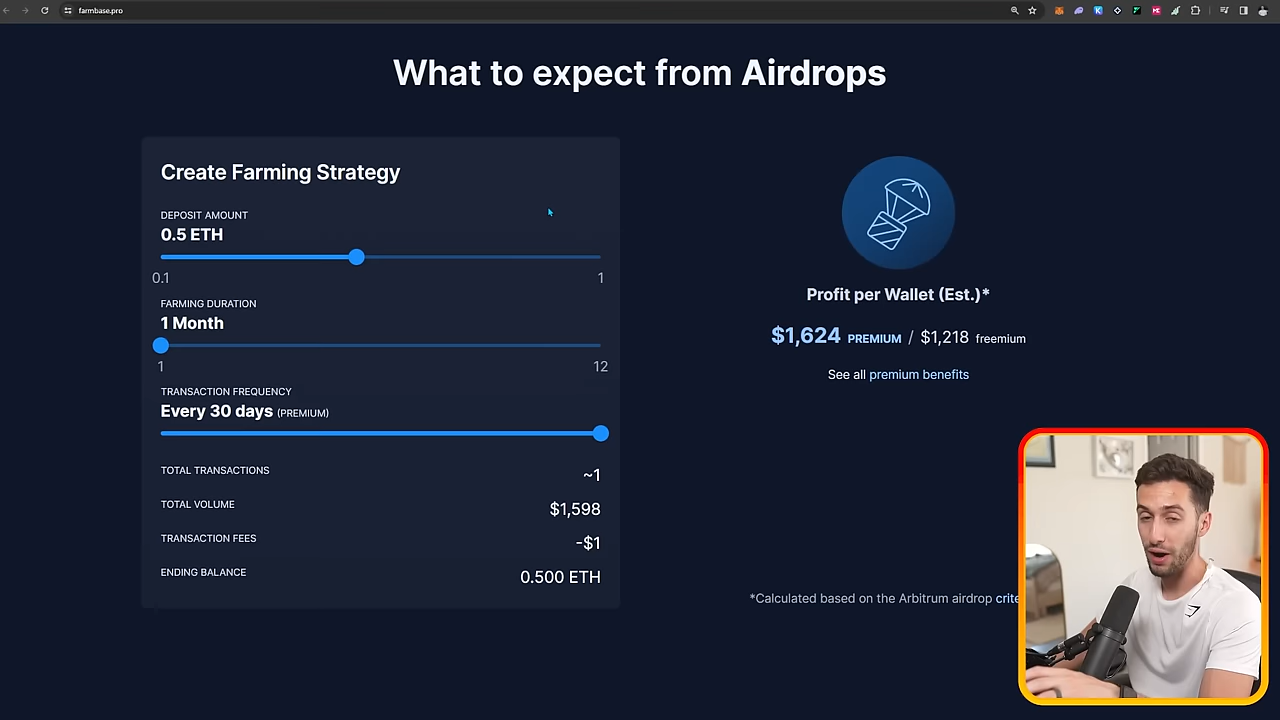 farmbase.pro
What to expect from Airdrops
Create Farming Strategy
DEPOSIT AMOUNT
0.5 ETH
0.1 1
FARMING DURATION
1 Month
1 12
TRANSACTION FREQUENCY
Every 30 days (PREMIUM)
TOTAL TRANSACTIONS ~1
TOTAL VOLUME $1,598
TRANSACTION FEES -$1
ENDING BALANCE 0.500 ETH
Profit per Wallet (Est.)*
$1,624 PREMIUM / $1,218 freemium
See all premium benefits
*Calculated based on the Arbitrum airdrop crite